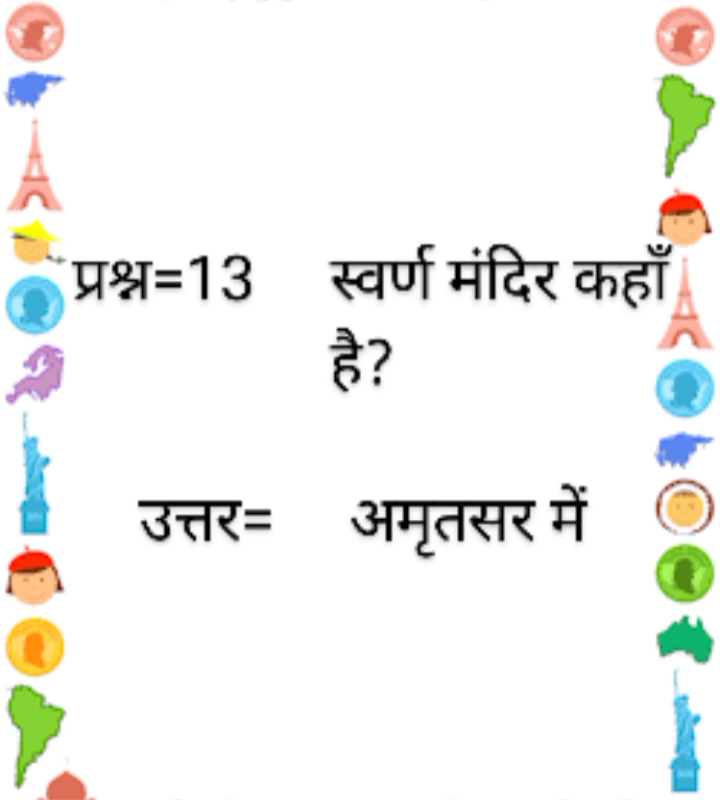 प्रश्न=13 स्वर्ण मंदिर कहाँ
है?
उत्तर= अमृतसर में